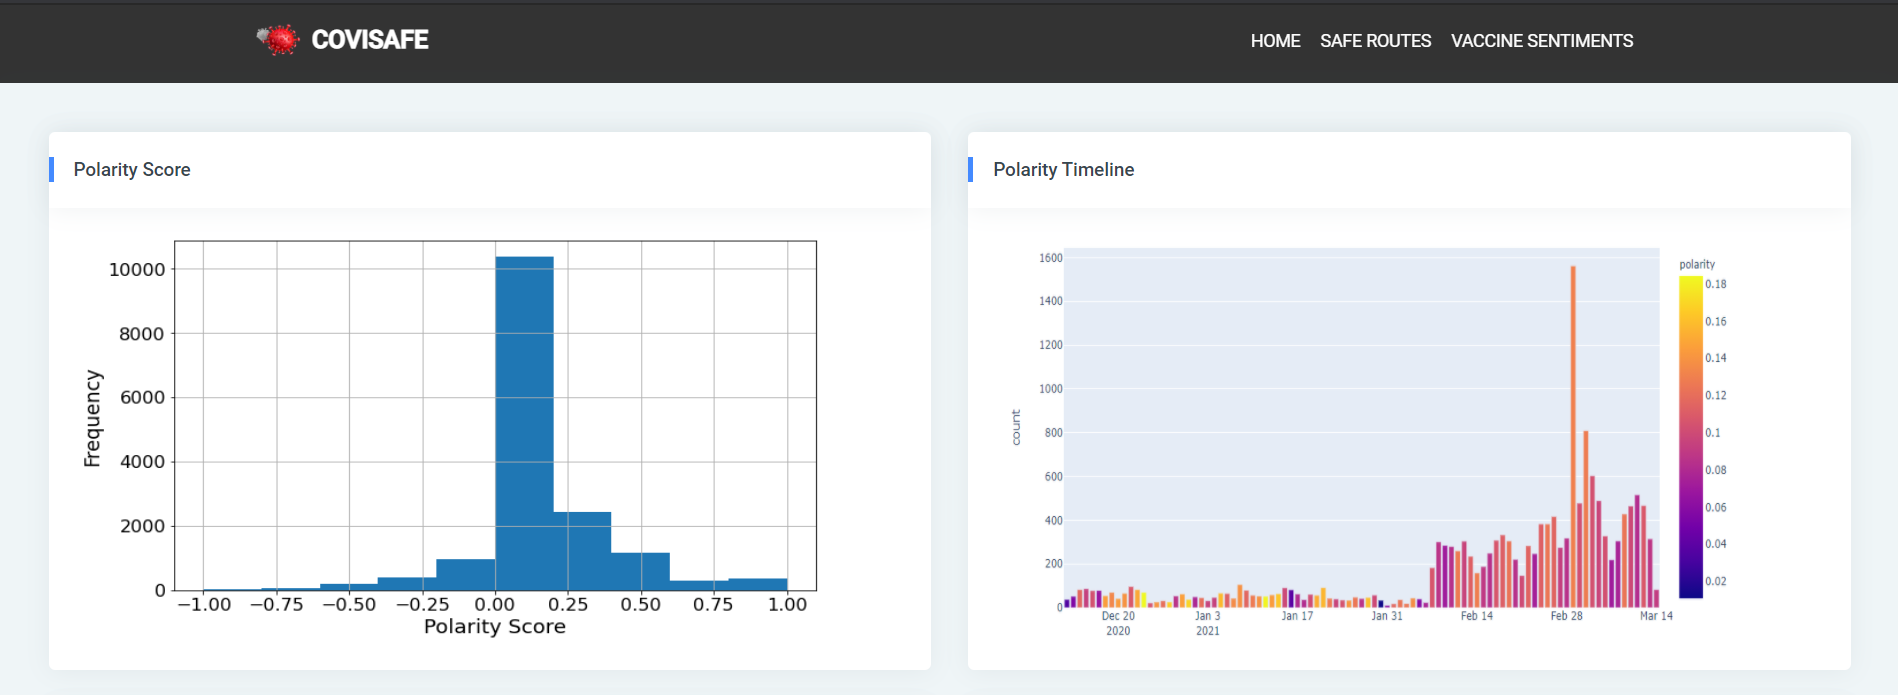 COVISAFE
HOME SAFE ROUTES VACCINE SENTIMENTS
Polarity Score
10000
8000
6000
4000
2000
0
Frequency
−1.00 −0.75 −0.50 −0.25 0.00 0.25 0.50 0.75 1.00
Polarity Score
Polarity Timeline
1600
1400
1200
1000
800
600
400
200
0
count
Dec 20 Jan 3 Jan 17 Jan 31 Feb 14 Feb 28 Mar 14
2020 2021
polarity
0.18
0.16
0.14
0.12
0.1
0.08
0.06
0.04
0.02